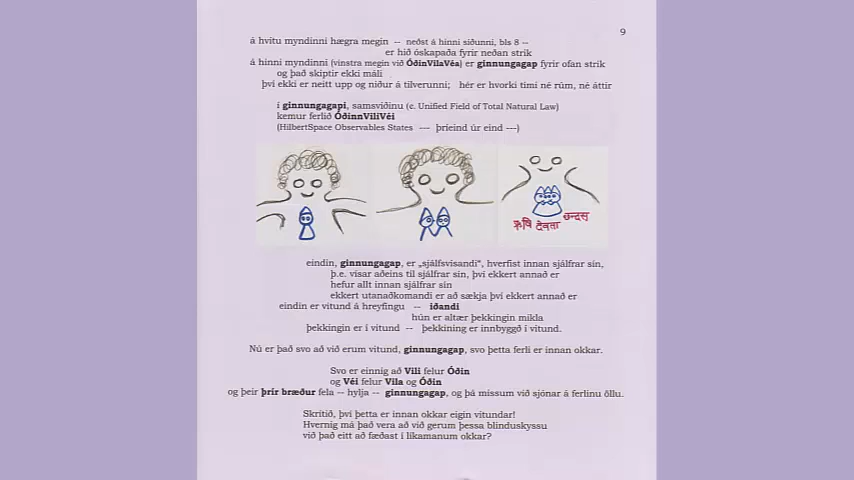 9
á hvítu myndinni hægra megin -- neðst á hinni síðunni, bls 8 --
er hið óskapaða fyrir neðan strik
á hinni myndinni (vinstra megin við ÓðinVilaVéa) er ginnungagap fyrir ofan strik
og það skiptir ekki máli
því ekki er neitt upp og niður á tilverunni; hér er hvorki tími né rúm, né áttir
í ginnungagapi, samsviðinu (e. Unified Field of Total Natural Law)
kemur ferlið ÓðinnViliVéi
(HilbertSpace Observables States --- þríeind úr eind ---)
ऋषि देवता छन्दस्
eindin, ginnungagap, er „sjálfsvísandi", hverfist innan sjálfrar sín,
þ.e. vísar aðeins til sjálfrar sín, því ekkert annað er
hefur allt innan sjálfrar sín
ekkert utanaðkomandi er að sækja því ekkert annað er
eindin er vitund á hreyfingu -- iðandi
hún er altær þekkingin mikla
þekkingin er í vitund -- þekkining er innbyggð í vitund.
Nú er það svo að við erum vitund, ginnungagap, svo þetta ferli er innan okkar.
Svo er einnig að Vili felur Óðin
og Véi felur Vila og Óðin
og þeir þrír bræður fela -- hylja -- ginnungagap, og þá missum við sjónar á ferlinu öllu.
Skrítið, því þetta er innan okkar eigin vitundar!
Hvernig má það vera að við gerum þessa blinduskyssu
við það eitt að fæðast í líkamanum okkar?